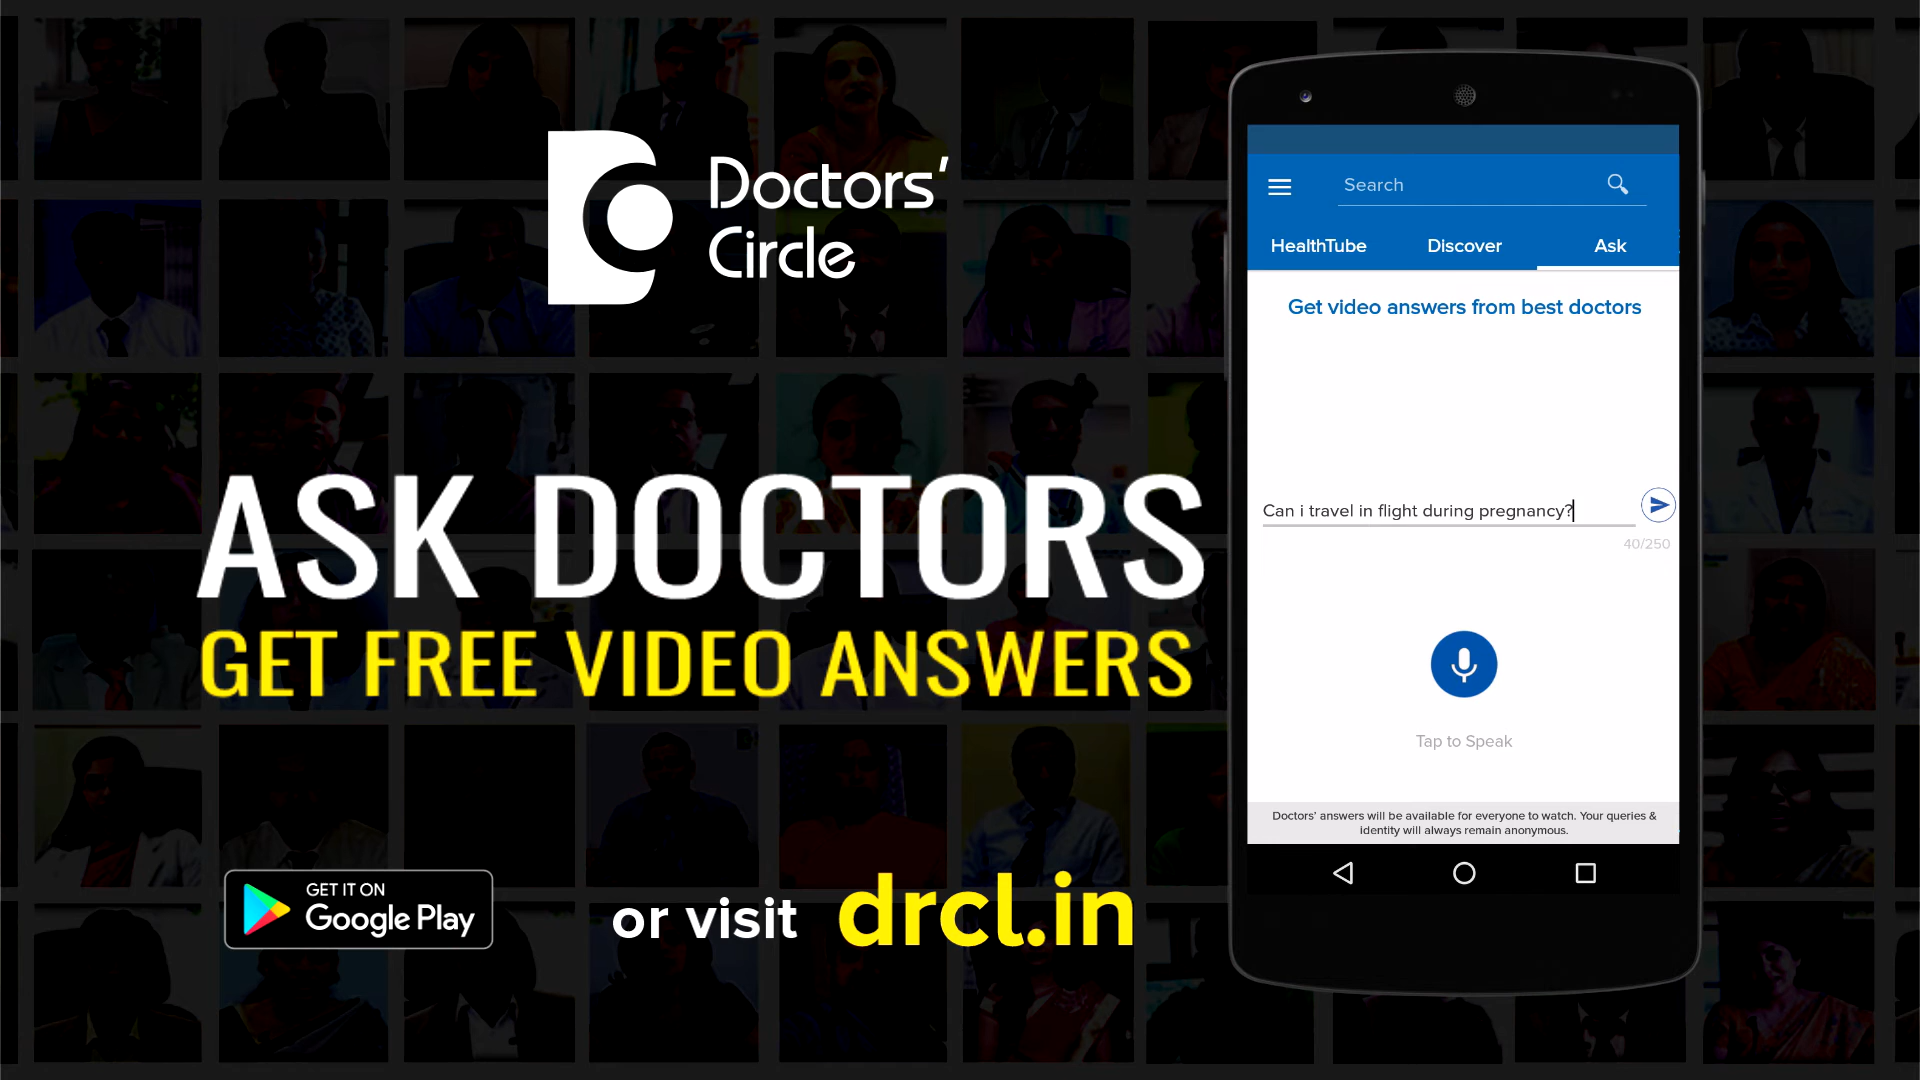 Doctors'
Circle
ASK DOCTORS
GET FREE VIDEO ANSWERS
GET IT ON
Google Play
or visit drcl.in
Search
HealthTube Discover Ask
Get video answers from best doctors
Can i travel in flight during pregnancy?
40/250
Tap to Speak
Doctors' answers will be available for everyone to watch. Your queries &
identity will always remain anonymous.